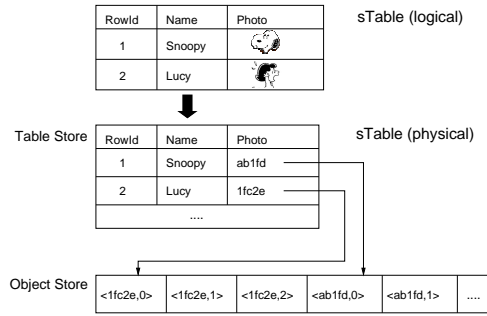 sTable (logical)
RowId Name Photo
1 Snoopy
2 Lucy
Table Store
sTable (physical)
RowId Name Photo
1 Snoopy ab1fd
2 Lucy 1fc2e
....
Object Store
<1fc2e,0> <1fc2e,1> <1fc2e,2> <ab1fd,0> <ab1fd,1> ....